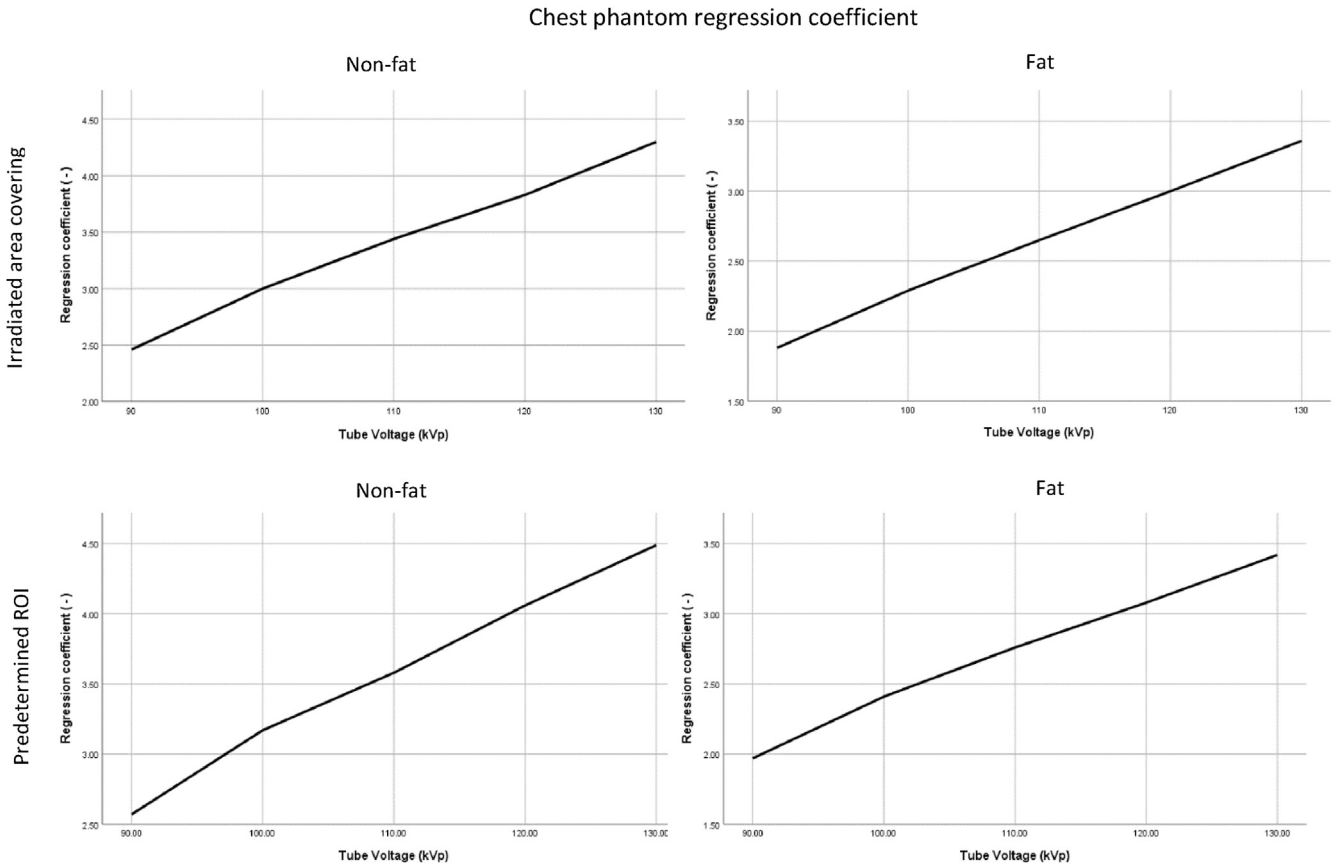 Chest phantom regression coefficient
Non-fat
Fat
Irradiated area covering
Regression coefficient ( - )
4.50
4.00
3.50
3.00
2.50
2.00
90
100
110
120
130
Tube Voltage (kVp)
Regression coefficient ( - )
3.50
3.00
2.50
2.00
1.50
90
100
110
120
130
Tube Voltage (kVp)
Non-fat
Fat
Predetermined ROI
Regression coefficient ( - )
4.50
4.00
3.50
3.00
2.50
90.00
100.00
110.00
120.00
130.00
Tube Voltage (kVp)
Regression coefficient ( - )
3.50
3.00
2.50
2.00
1.50
90.00
100.00
110.00
120.00
130.00
Tube Voltage (kVp)